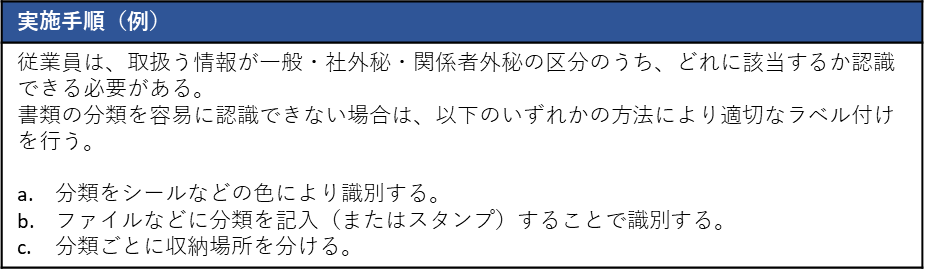 実施手順（例）
従業員は、取扱う情報が一般・社外秘・関係者外秘の区分のうち、どれに該当するか認識
できる必要がある。
書類の分類を容易に認識できない場合は、以下のいずれかの方法により適切なラベル付け
を行う。
a. 分類をシールなどの色により識別する。
b. ファイルなどに分類を記入（またはスタンプ）することで識別する。
c. 分類ごとに収納場所を分ける。